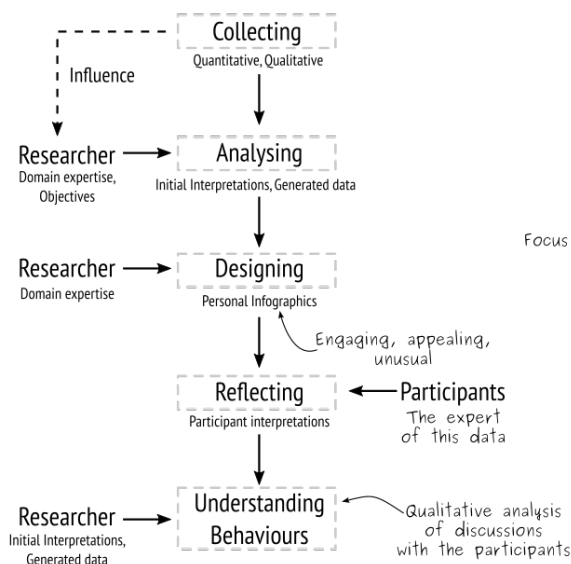 Collecting
Quantitative, Qualitative
Influence
Researcher
Domain expertise,
Objectives
Analysing
Initial Interpretations, Generated data
Focus
Researcher
Domain expertise
Designing
Personal Infographics
Engaging, appealing,
unusual
Reflecting
Participant interpretations
Participants
The expert
of this data
Researcher
Initial Interpretations,
Generated data
Understanding
Behaviours
Qualitative analysis
of discussions
with the participants